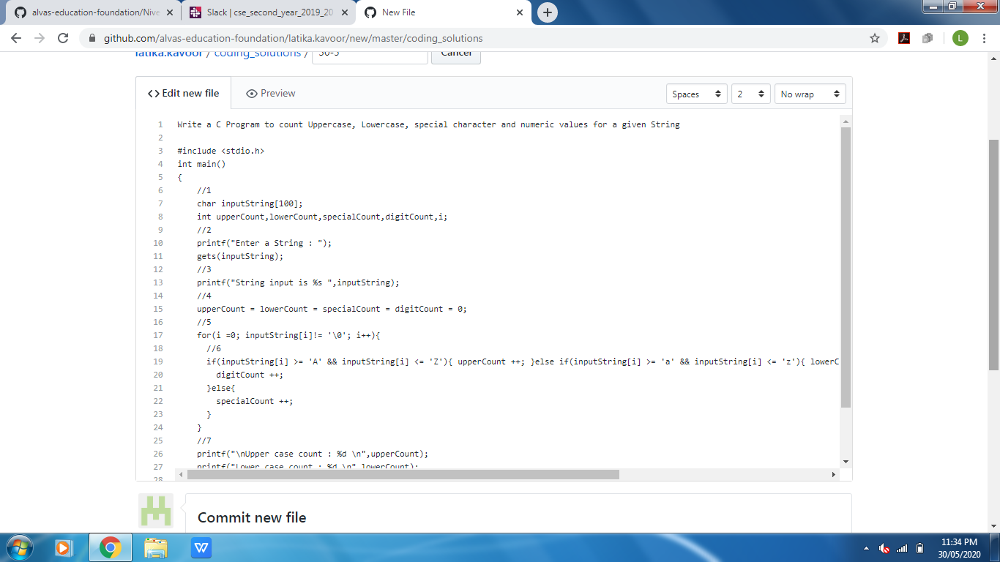 alvas-education-foundation/Nive
Slack | cse_second_year_2019_20
New File
github.com/alvas-education-foundation/latika.kavoor/new/master/coding_solutions
L
latika.kavoor / coding_solutions / 30-5 Cancel
<> Edit new file
Preview
Spaces
2
No wrap
1 Write a C Program to count Uppercase, Lowercase, special character and numeric values for a given String
2
3 #include <stdio.h>
4 int main()
5 {
6 //1
7 char inputString[100];
8 int upperCount,lowerCount,specialCount,digitCount,i;
9 //2
10 printf("Enter a String : ");
11 gets(inputString);
12 //3
13 printf("String input is %s ",inputString);
14 //4
15 upperCount = lowerCount = specialCount = digitCount = 0;
16 //5
17 for(i =0; inputString[i]!= '\0'; i++){
18 //6
19 if(inputString[i] >= 'A' && inputString[i] <= 'Z'){ upperCount ++; }else if(inputString[i] >= 'a' && inputString[i] <= 'z'){ lowerC
20 digitCount ++;
21 }else{
22 specialCount ++;
23 }
24 }
25 //7
26 printf("\nUpper case count : %d \n",upperCount);
27 printf("Lower case count : %d \n",lowerCount);
28
Commit new file
W
11:34 PM
30/05/2020